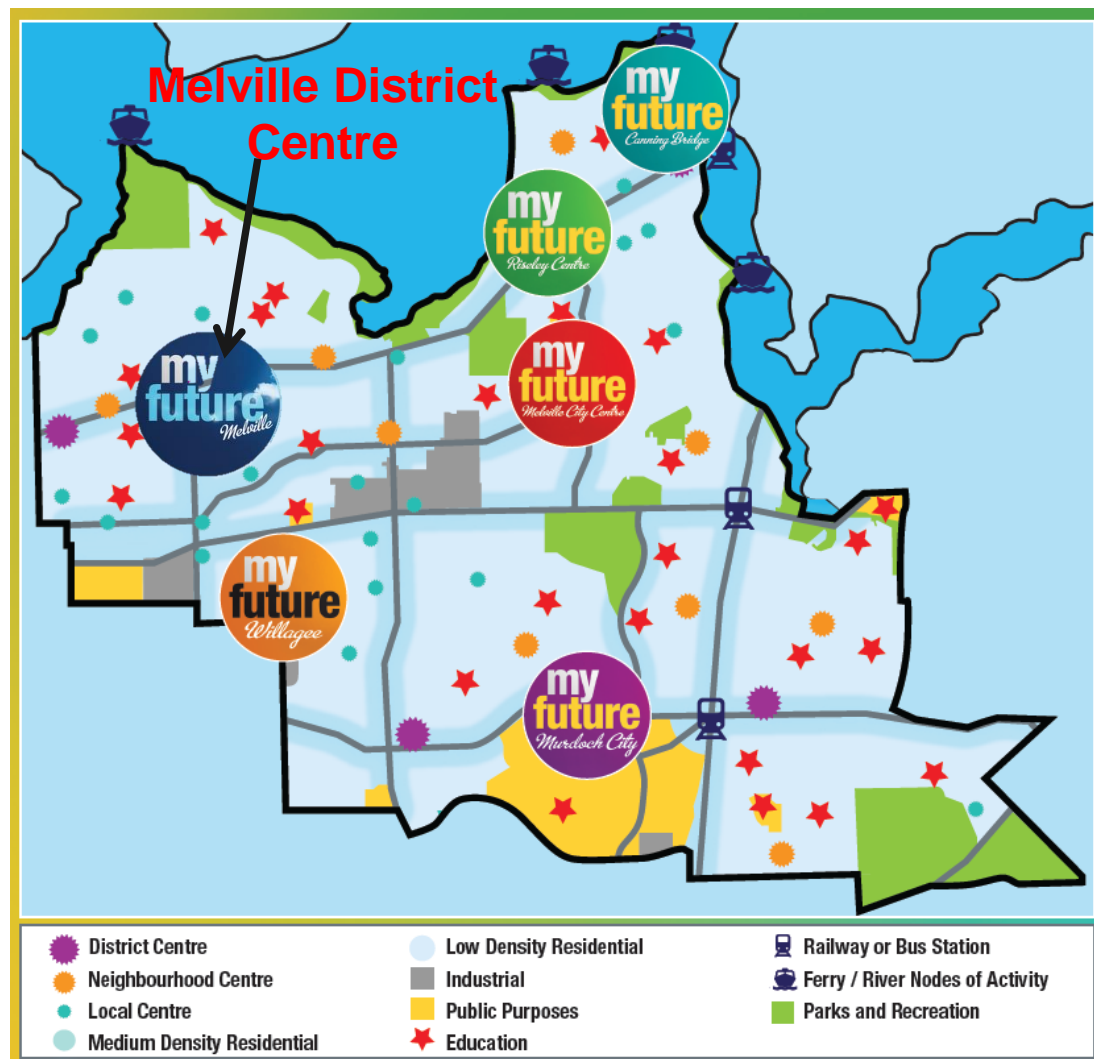 Melville District
Centre
my
future
Canning Bridge
my
future
Riseley Centre
my
future
Melville City Centre
my
future
Melville
my
future
Willagee
my
future
Murdoch City
District Centre
Neighbourhood Centre
Local Centre
Medium Density Residential
Low Density Residential
Industrial
Public Purposes
Education
Railway or Bus Station
Ferry / River Nodes of Activity
Parks and Recreation